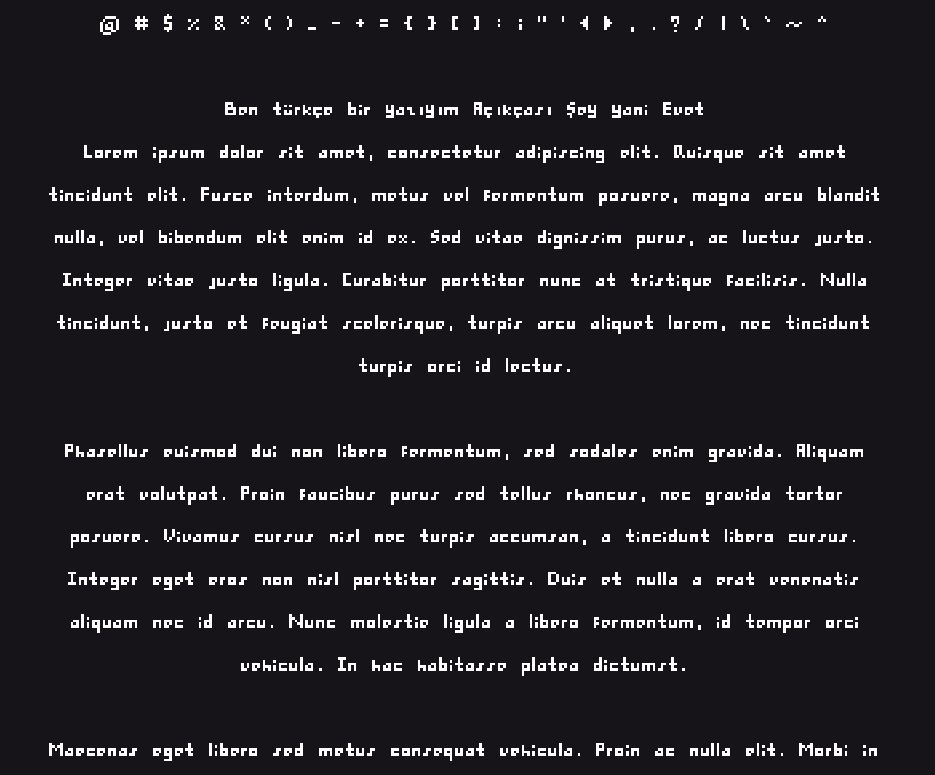 @ # $ % & * ( ) _ - + = { } [ ] : ; " ' < > , . ? / | \ ` ~ ^
Ben türkçe bir yazıyım Açıkçası Şey yani Evet
Lorem ipsum dolor sit amet, consectetur adipiscing elit. Quisque sit amet
tincidunt elit. Fusce interdum, metus vel fermentum posuere, magna arcu blandit
nulla, vel bibendum elit enim id ex. Sed vitae dignissim purus, ac luctus justo.
Integer vitae justo ligula. Curabitur porttitor nunc at tristique facilisis. Nulla
tincidunt, justo et feugiat scelerisque, turpis arcu aliquet lorem, nec tincidunt
turpis orci id lectus.
Phasellus euismod dui non libero fermentum, sed sodales enim gravida. Aliquam
erat volutpat. Proin faucibus purus sed tellus rhoncus, nec gravida tortor
posuere. Vivamus cursus nisl nec turpis accumsan, a tincidunt libero cursus.
Integer eget eros non nisl porttitor sagittis. Duis et nulla a erat venenatis
aliquam nec id arcu. Nunc molestie ligula a libero fermentum, id tempor orci
vehicula. In hac habitasse platea dictumst.
Maecenas eget libero sed metus consequat vehicula. Proin ac nulla elit. Morbi in